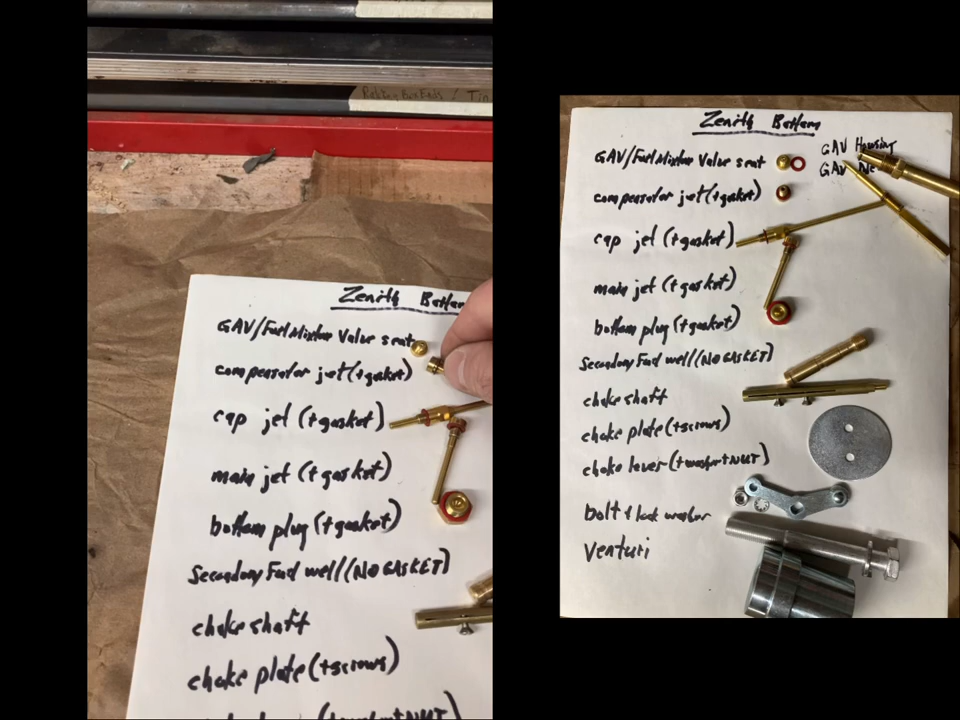 Zenith Bottom
GAV/Fuel Mixture Valve seat
compensator jet (+gasket)
cap jet (+gasket)
main jet (+ gasket)
bottom plug (+gasket)
Secondary Fuel well (NO GASKET)
choke shaft
choke plate (+screws)
Zenith Bottom
GAV/Fuel Mixture Valve seat
GAV Housing
GAV
compensator jet (+gasket)
cap jet (+gasket)
main jet (+ gasket)
bottom plug (+gasket)
Secondary Fuel well (NO GASKET)
choke shaft
choke plate (+screws)
choke lever (+washer+NUT)
bolt + lock washer
Venturi